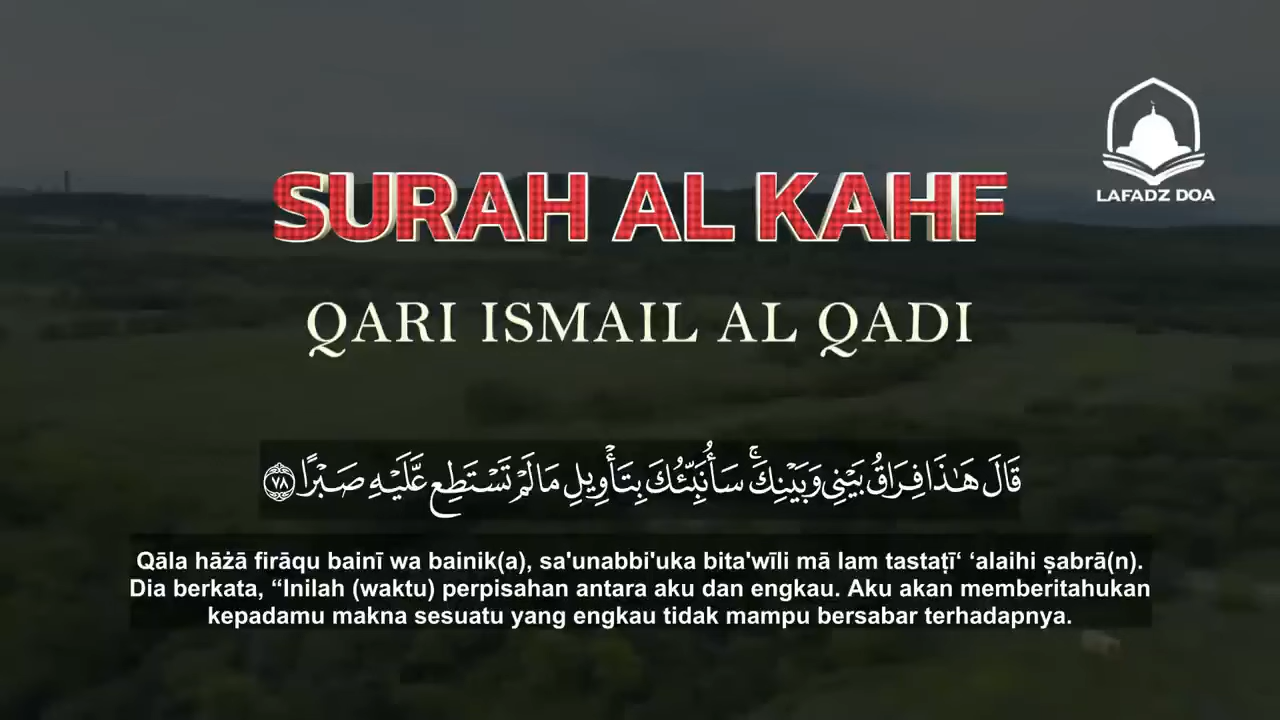 SURAH AL KAHF
LAFADZ DOA
QARI ISMAIL AL QADI
قَالَ هَٰذَا فِرَاقُ بَيْنِي وَبَيْنِكَۚ سَأُنَبِّئُكَ بِتَأْوِيلِ مَا لَمْ تَسْتَطِع عَّلَيْهِ صَبْرًا ٧٨
Qāla hāżā firāqu bainī wa bainik(a), sa'unabbi'uka bita'wīli mā lam tastaṭī‘ ‘alaihi ṣabrā(n).
Dia berkata, “Inilah (waktu) perpisahan antara aku dan engkau. Aku akan memberitahukan
kepadamu makna sesuatu yang engkau tidak mampu bersabar terhadapnya.